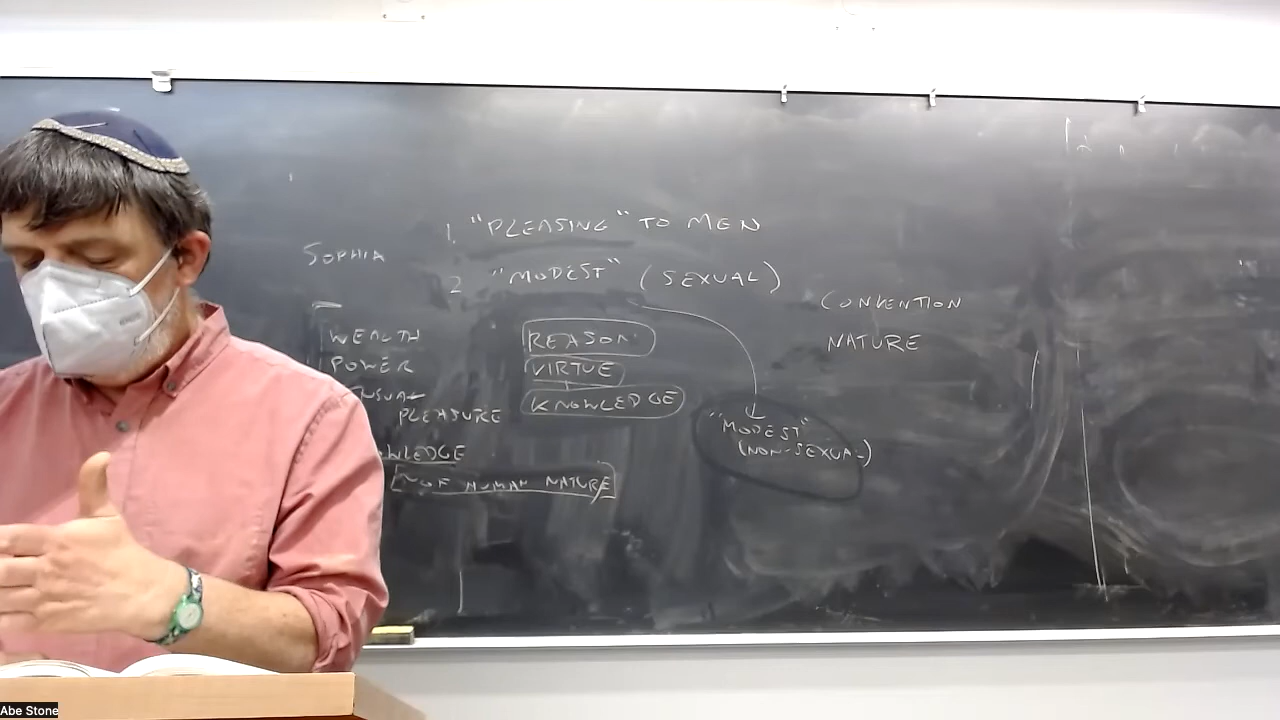 1. "PLEASING" TO MEN
SOPHIA
2 "MODEST" (SEXUAL)
CONVENTION
NATURE
WEALTH
POWER
PLEASURE
REASON
VIRTUE
KNOWLEDGE
"MODEST"
(NON-SEXUAL)
WLEDGE
OF HUMAN NATURE
Abe Stone